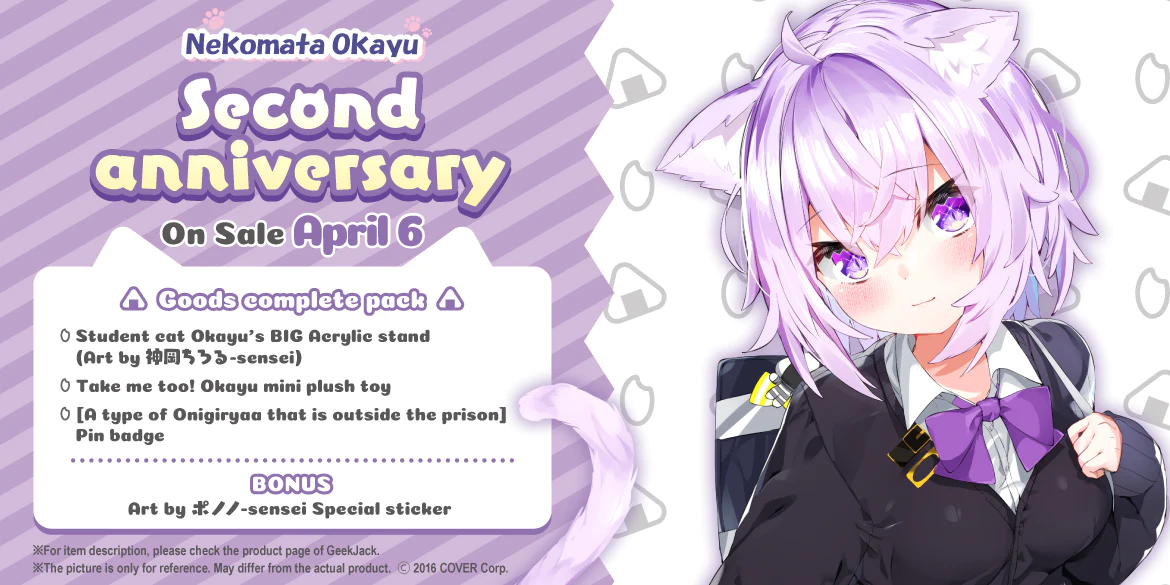 Nekomata Okayu
Second
anniversary
On Sale April 6
Goods complete pack
Student cat Okayu's BIG Acrylic stand
(Art by 神岡ちろる-sensei)
Take me too! Okayu mini plush toy
[A type of Onigiryaa that is outside the prison]
Pin badge
BONUS
Art by ポノノ-sensei Special sticker
※For item description, please check the product page of GeekJack.
※The picture is only for reference. May differ from the actual product. Ⓒ 2016 COVER Corp.